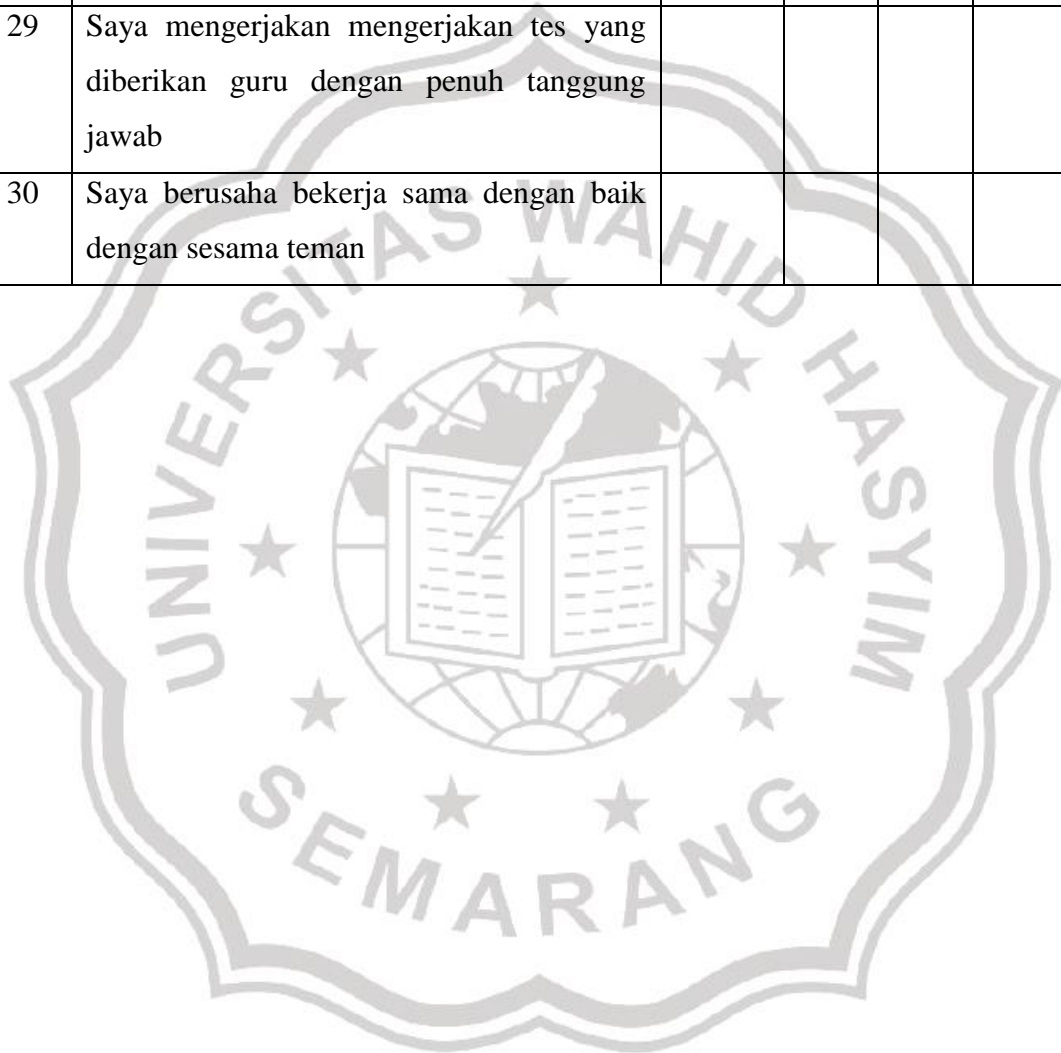 29 Saya mengerjakan mengerjakan tes yang
diberikan guru dengan penuh tanggung
jawab
30 Saya berusaha bekerja sama dengan baik
dengan sesama teman
UNIVERSITAS WAHID HASYIM
SEMARANG